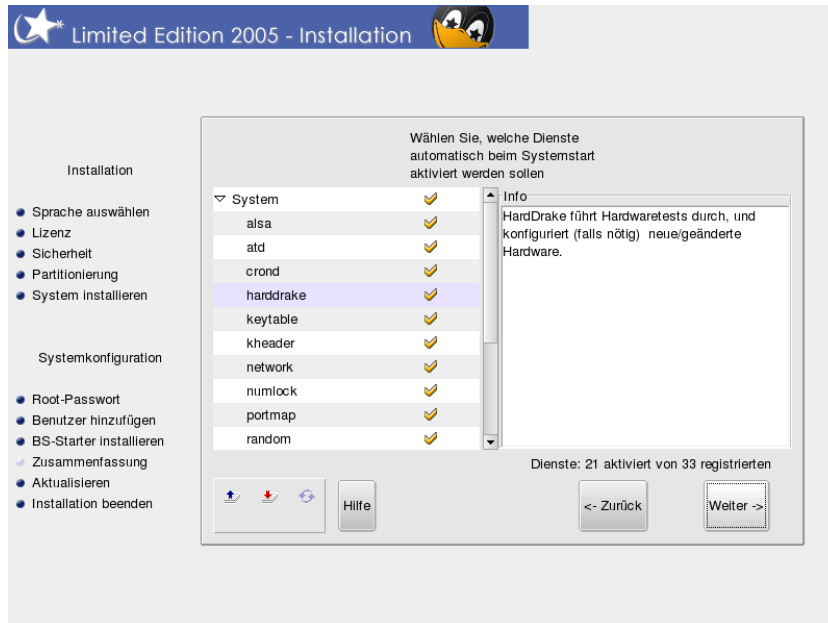 Limited Edition 2005 - Installation
Installation
Sprache auswählen
Lizenz
Sicherheit
Partitionierung
System installieren
Systemkonfiguration
Root-Passwort
Benutzer hinzufügen
BS-Starter installieren
Zusammenfassung
Aktualisieren
Installation beenden
Wählen Sie, welche Dienste
automatisch beim Systemstart
aktiviert werden sollen
System
alsa
atd
crond
harddrake
keytable
kheader
network
numlock
portmap
random
Info
HardDrake führt Hardwaretests durch, und
konfiguriert (falls nötig)  neue/geänderte
Hardware.
Dienste: 21 aktiviert von 33 registrierten
Hilfe
<- Zurück
Weiter ->